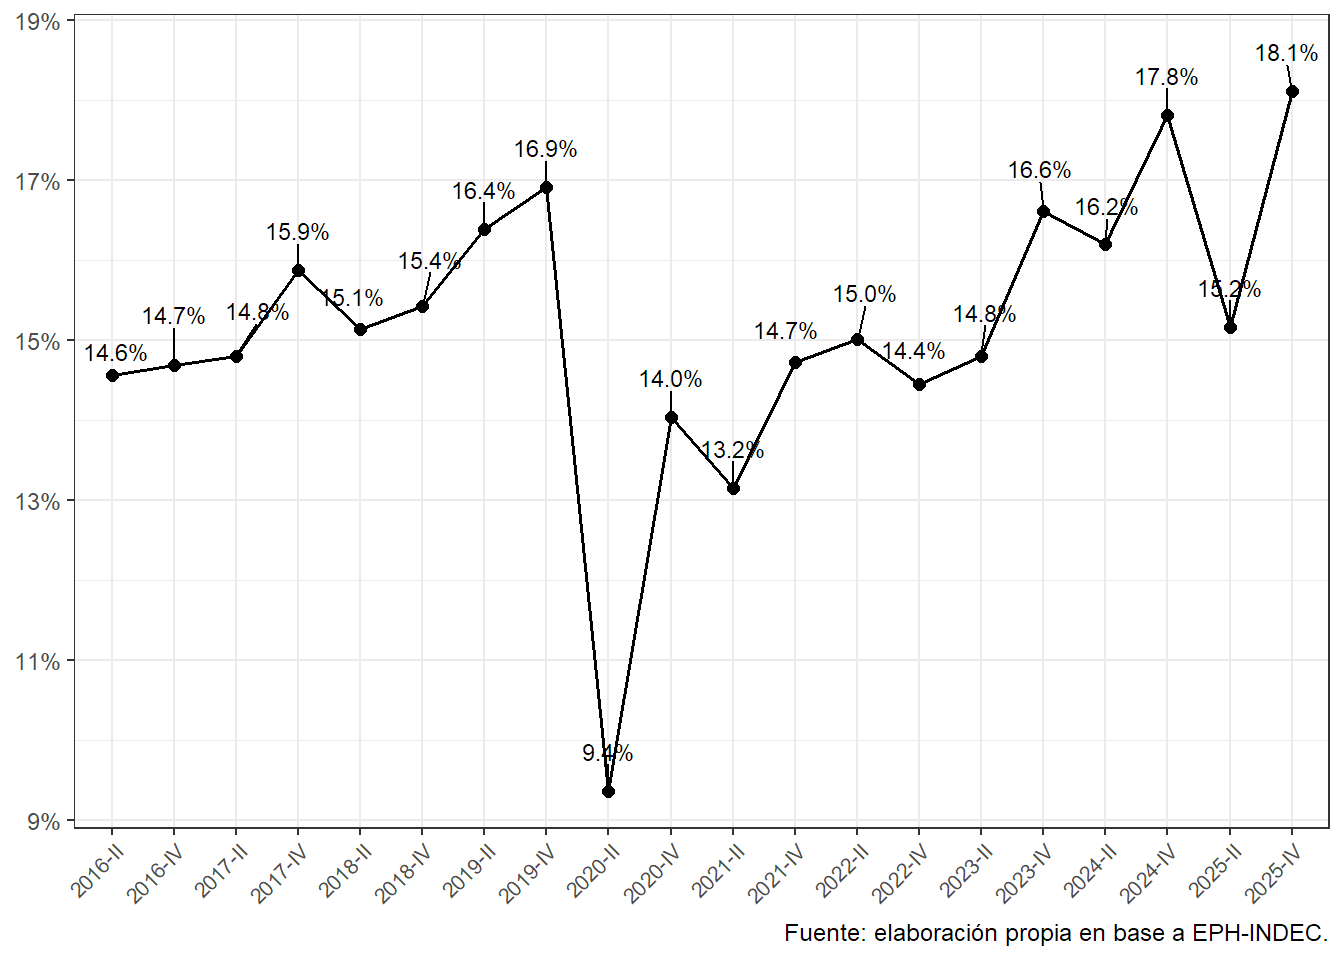 19%
18.1%
17.8%
17%
16.9%
16.6%
16.4%
16.2%
15.9%
15.4%
15.0%
15.1%
15.2%
14.7%
14.8%
14.8%
14.7%
15%
14.6%
14.4%
14.0%
13.2%
13%
11%
9.4%
9%
2016-II
2016-IV
2017-II
2017-IV
2018-II
2018-IV
2019-II
2019-IV
2020-II
2020-IV
2021-II
2021-IV
2022-II
2022-IV
2023-II
2023-IV
2024-II
2024-IV
2025-II
2025-IV
Fuente: elaboración propia en base a EPH-INDEC.